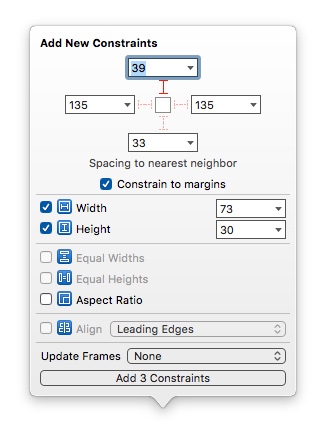 Add New Constraints
39
135 135
33
Spacing to nearest neighbor
Constrain to margins
Width 73
Height 30
Equal Widths
Equal Heights
Aspect Ratio
Align Leading Edges
Update Frames None
Add 3 Constraints